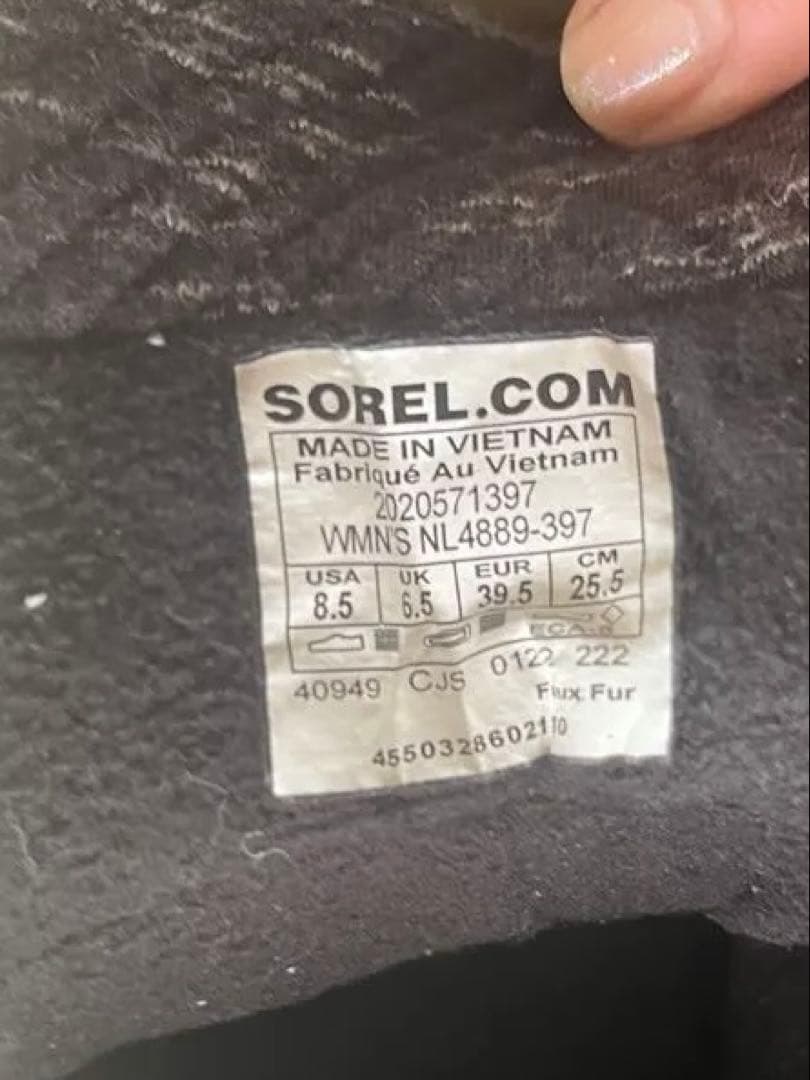 SOREL.COM
MADE IN VIETNAM
Fabriqué Au Vietnam
2020571397
WMN'S NL4889-397
USA UK EUR CM
8.5 6.5 39.5 25.5
40949 CJS 0122 222
Faux Fur
4550328602110